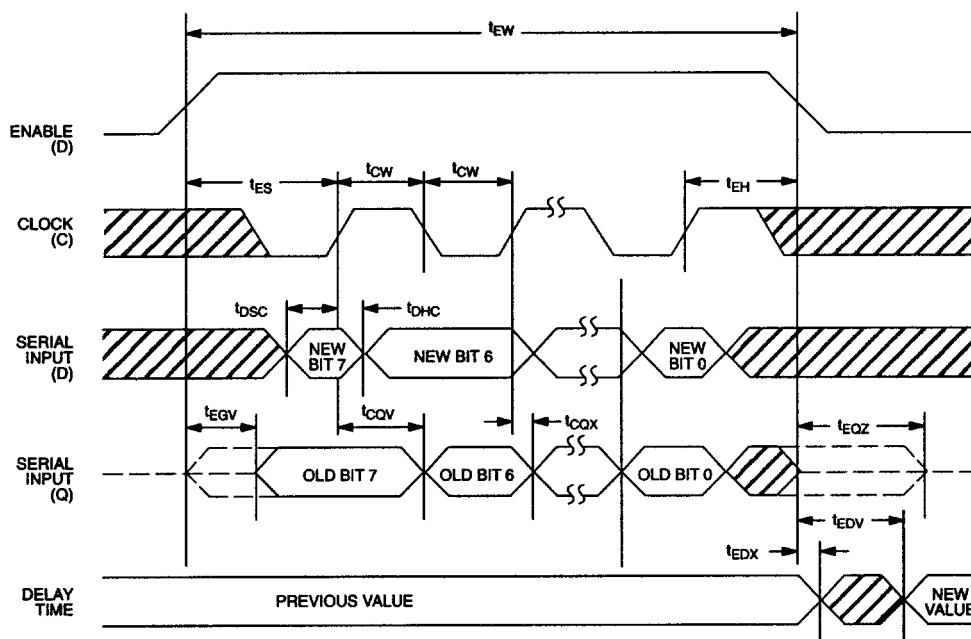 tEW
ENABLE
(D)
tES
tCW
tCW
tEH
CLOCK
(C)
tDSC
tDHC
SERIAL
INPUT
(D)
NEW
BIT 7
NEW BIT 6
NEW
BIT 0
tEGV
tCQV
tCQX
tEQZ
SERIAL
INPUT
(Q)
OLD BIT 7
OLD BIT 6
OLD BIT 0
tEDV
tEDX
DELAY
TIME
PREVIOUS VALUE
NEW
VALUE